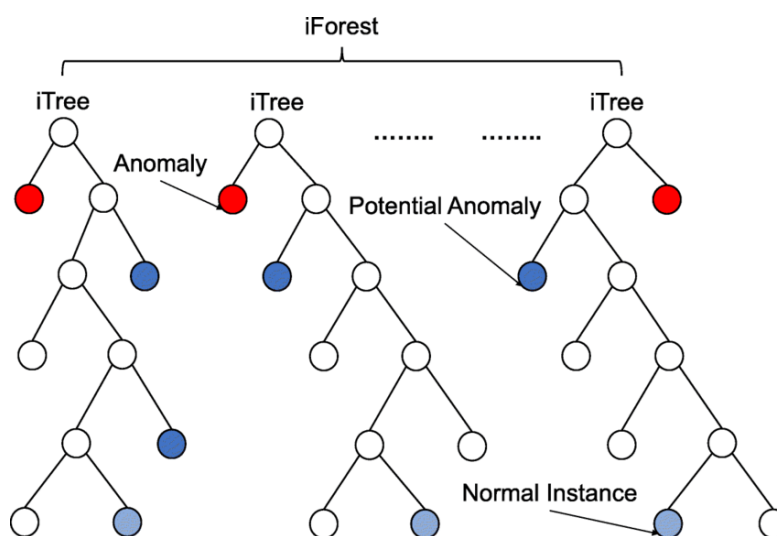 iForest
iTree
iTree
........
........
iTree
Anomaly
Potential Anomaly
Normal Instance